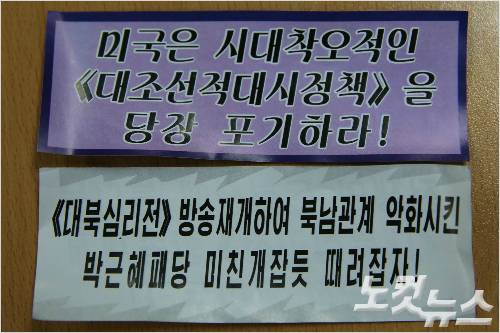 미국은 시대착오적인
《대조선적대시정책》을
당장 포기하라!
《대북심리전》 방송재개하여 북남관계 악화시킨
박근혜패당 미친개잡듯 때려잡자!
노컷뉴스